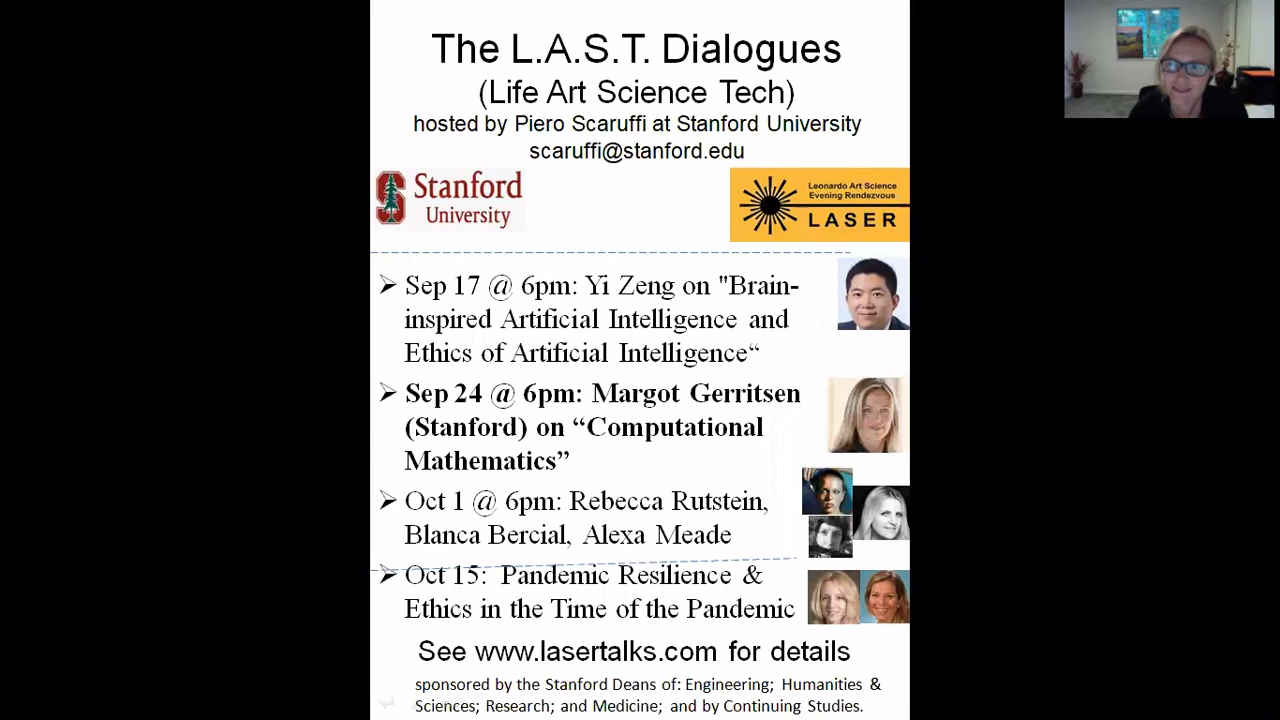 The L.A.S.T. Dialogues
(Life Art Science Tech)
hosted by Piero Scaruffi at Stanford University
scaruffi@stanford.edu
Stanford
University
Leonardo Art Science
Evening Rendezvous
LASER
➢ Sep 17 @ 6pm: Yi Zeng on "Brain-
inspired Artificial Intelligence and
Ethics of Artificial Intelligence“
➢ Sep 24 @ 6pm: Margot Gerritsen
(Stanford) on “Computational
Mathematics”
➢ Oct 1 @ 6pm: Rebecca Rutstein,
Blanca Bercial, Alexa Meade
➢ Oct 15: Pandemic Resilience &
Ethics in the Time of the Pandemic
See www.lasertalks.com for details
sponsored by the Stanford Deans of: Engineering; Humanities &
Sciences; Research; and Medicine; and by Continuing Studies.